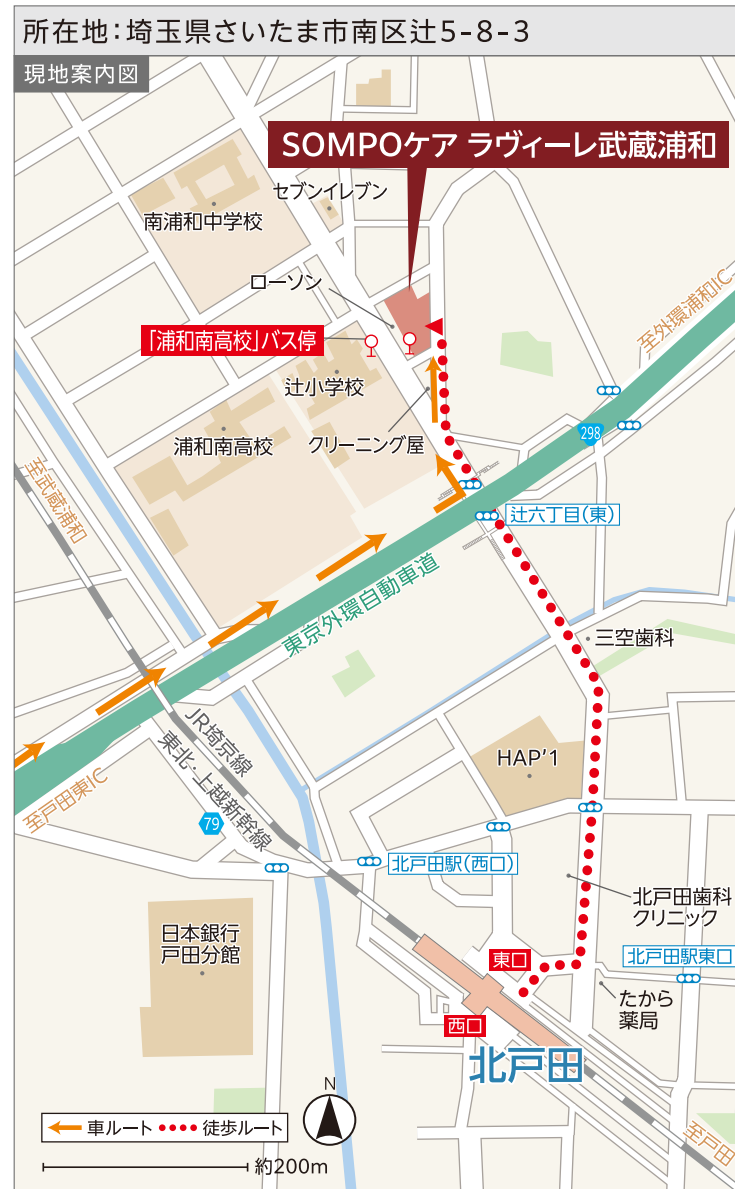 所在地:埼玉県さいたま市南区辻5-8-3
現地案内図
SOMPOケア ラヴィーレ武蔵浦和
セブンイレブン
南浦和中学校
ローソン
至外環浦和IC
「浦和南高校」バス停
辻小学校
浦和南高校
クリーニング屋
298
至武蔵浦和
辻六丁目(東)
東京外環自動車道
三空歯科
JR埼京線
東北・上越新幹線
HAP'1
至戸田東IC
79
北戸田駅(西口)
北戸田歯科
クリニック
日本銀行
戸田分館
東口
北戸田駅東口
たから
薬局
西口
北戸田
N
車ルート
徒歩ルート
至戸田
約200m